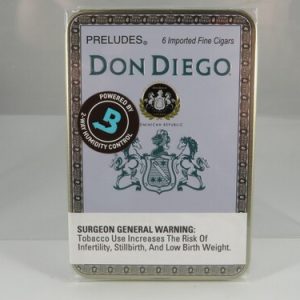 PRELUDES® 6 Imported Fine Cigars
DON DIEGO
POWERED BY
B
2-WAY HUMIDITY CONTROL
REPUBLIC
SURGEON GENERAL WARNING:
Tobacco Use Increases The Risk Of
Infertility, Stillbirth, And Low Birth Weight.